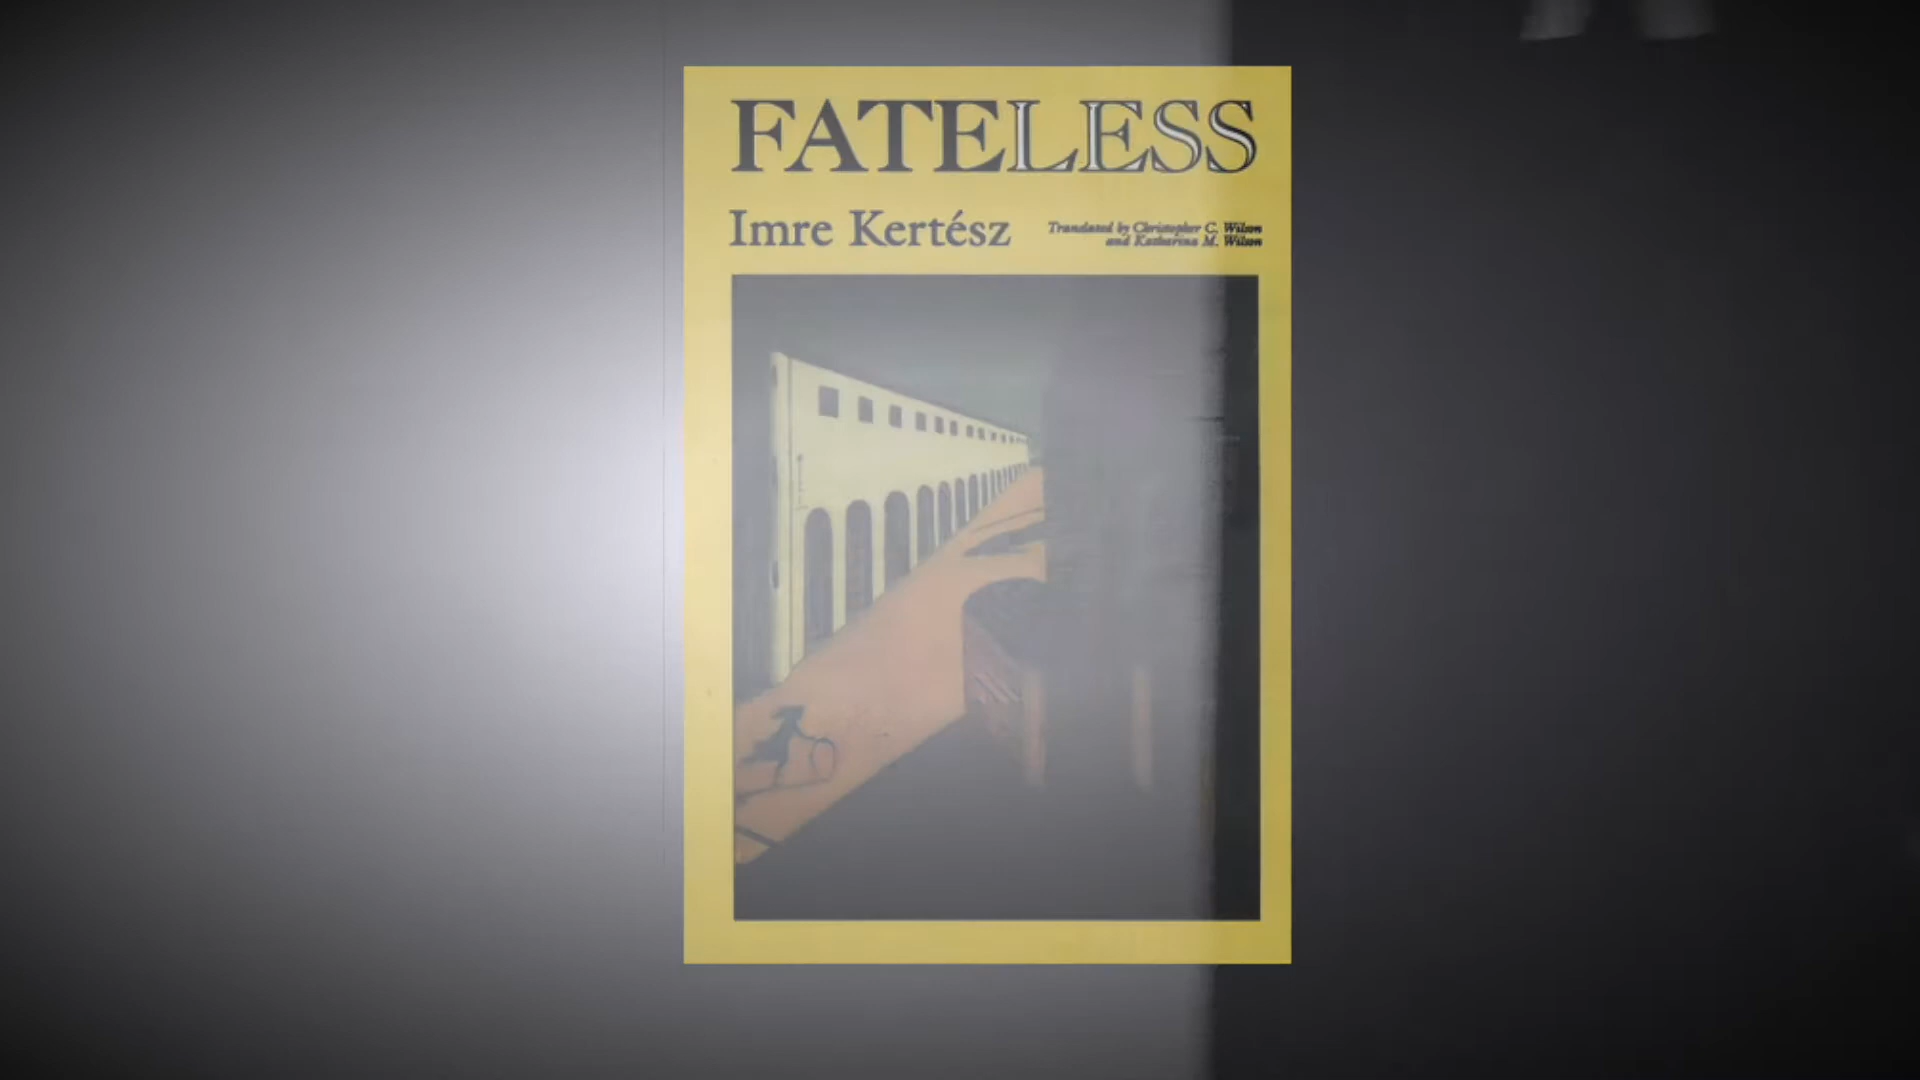 FATELESS
Imre Kertész
Translated by Christopher C. Wilson
and Katharina M. Wilson